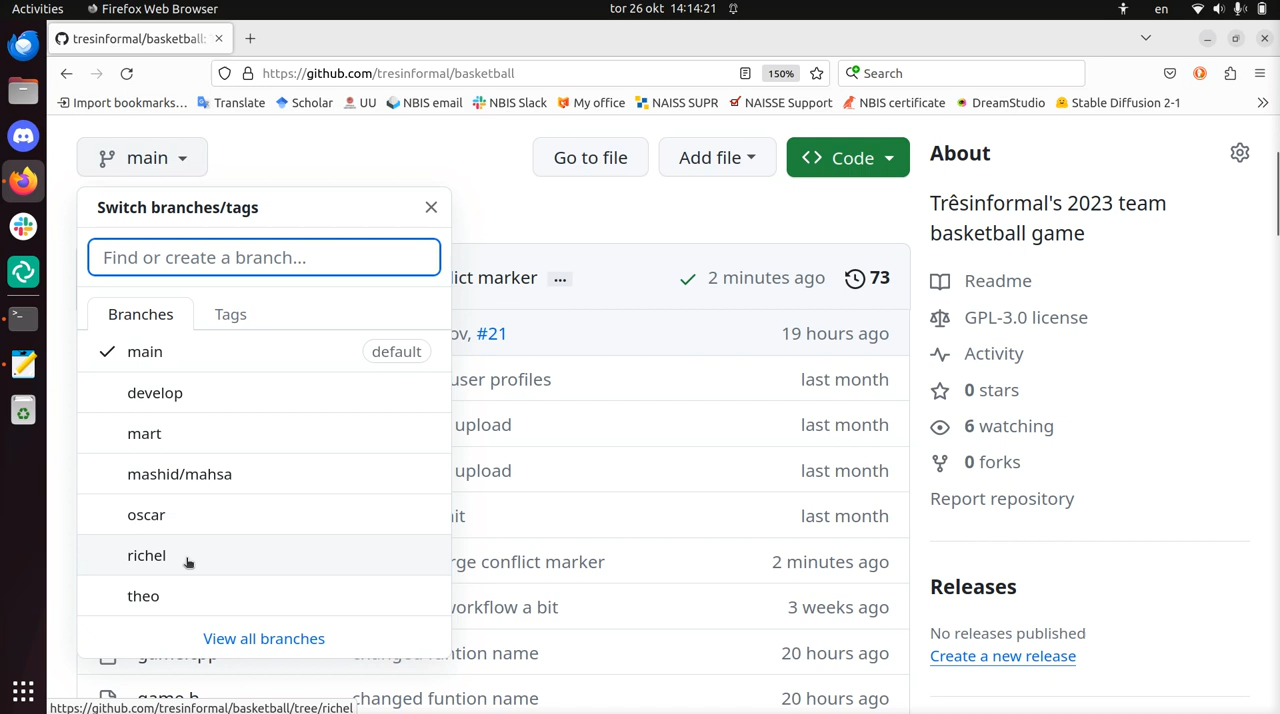 Activities
Firefox Web Browser
tor 26 okt 14:14:21
en
tresinformal/basketball:
https://github.com/tresinformal/basketball
150%
Search
Import bookmarks...
Translate
Scholar
UU
NBIS email
NBIS Slack
My office
NAISS SUPR
NAISSE Support
NBIS certificate
DreamStudio
Stable Diffusion 2-1
main
Go to file
Add file
Code
About
Switch branches/tags
Trêsinformal's 2023 team
basketball game
Find or create a branch...
lict marker
...
2 minutes ago
73
Readme
Branches
Tags
ov, #21
19 hours ago
GPL-3.0 license
main
default
user profiles
last month
Activity
develop
upload
last month
0 stars
mart
6 watching
mashid/mahsa
upload
last month
0 forks
oscar
it
last month
Report repository
richel
rge conflict marker
2 minutes ago
theo
workflow a bit
3 weeks ago
Releases
View all branches
No releases published
changed funtion name
20 hours ago
Create a new release
changed funtion name
20 hours ago
https://github.com/tresinformal/basketball/tree/richel